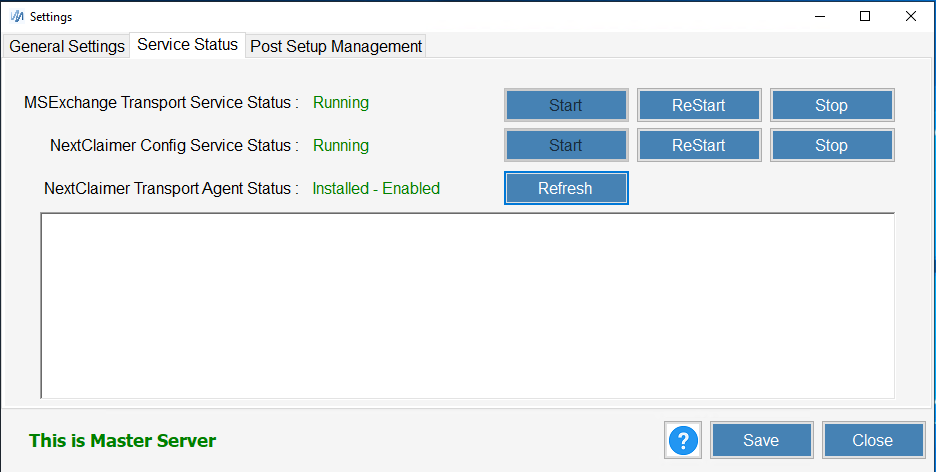 Settings
General Settings Service Status Post Setup Management
MSExchange Transport Service Status : Running Start ReStart Stop
NextClaimer Config Service Status : Running Start ReStart Stop
NextClaimer Transport Agent Status : Installed - Enabled Refresh
This is Master Server ? Save Close